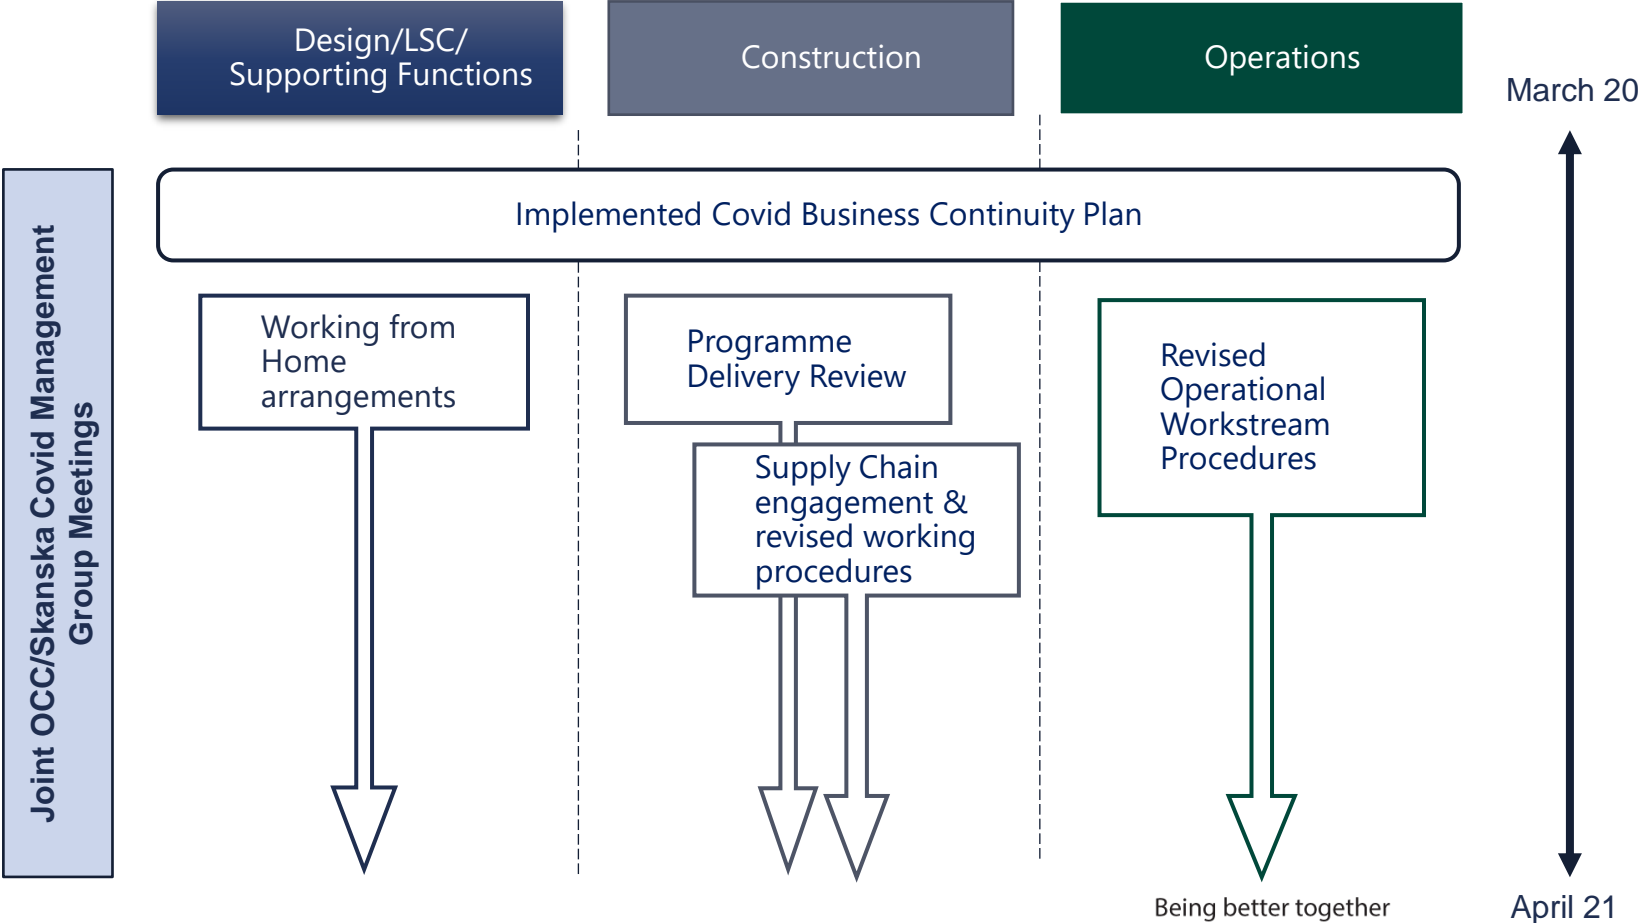 Design/LSC/
Supporting Functions
Construction
Operations
March 20
Joint OCC/Skanska Covid Management
Group Meetings
Implemented Covid Business Continuity Plan
Working from
Home
arrangements
Programme
Delivery Review
Supply Chain
engagement &
revised working
procedures
Revised
Operational
Workstream
Procedures
Being better together
April 21